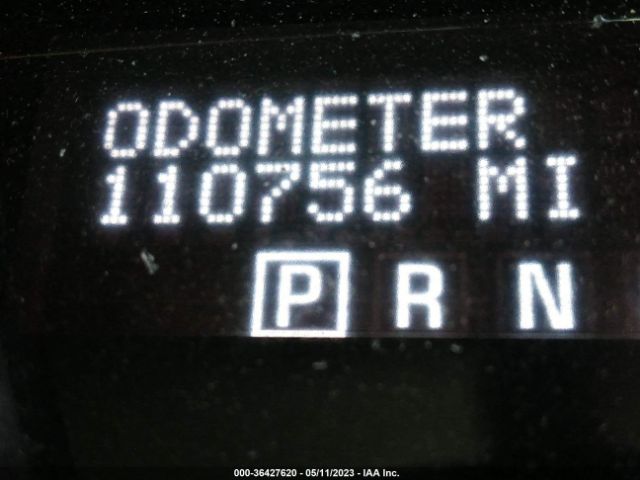 ODOMETER
110756 MI
P R N
000-36427620 - 05/11/2023 - IAA Inc.